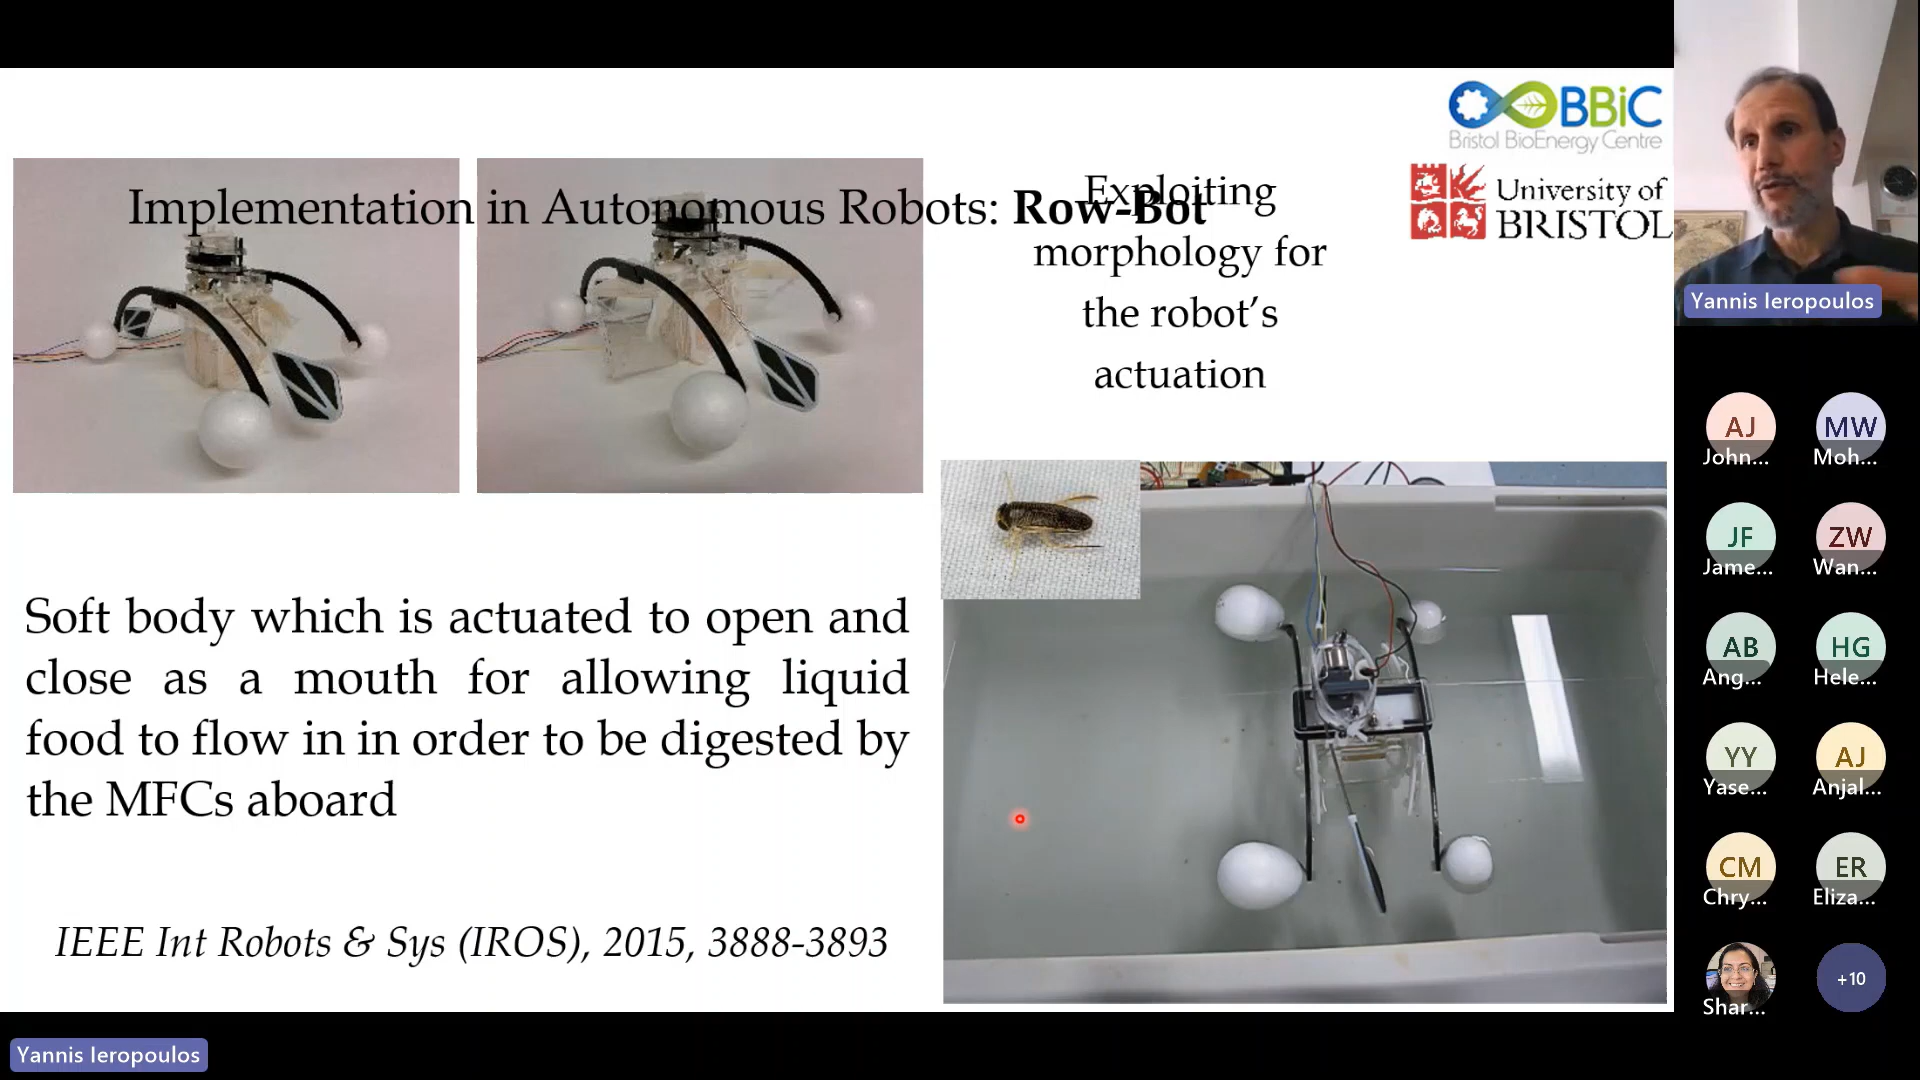 BBiC
Bristol BioEnergy Centre
University of
BRISTOL
Implementation in Autonomous Robots: Row-Bot
Exploiting
morphology for
the robot's
actuation
Soft body which is actuated to open and
close as a mouth for allowing liquid
food to flow in in order to be digested by
the MFCs aboard
IEEE Int Robots & Sys (IROS), 2015, 3888-3893
Yannis Ieropoulos
AJ
John...
MW
Moh...
JF
Jame...
ZW
Wan...
AB
Ang...
HG
Hele...
YY
Yase...
AJ
Anjal...
CM
Chry...
ER
Eliza...
Shar...
+10
Yannis Ieropoulos